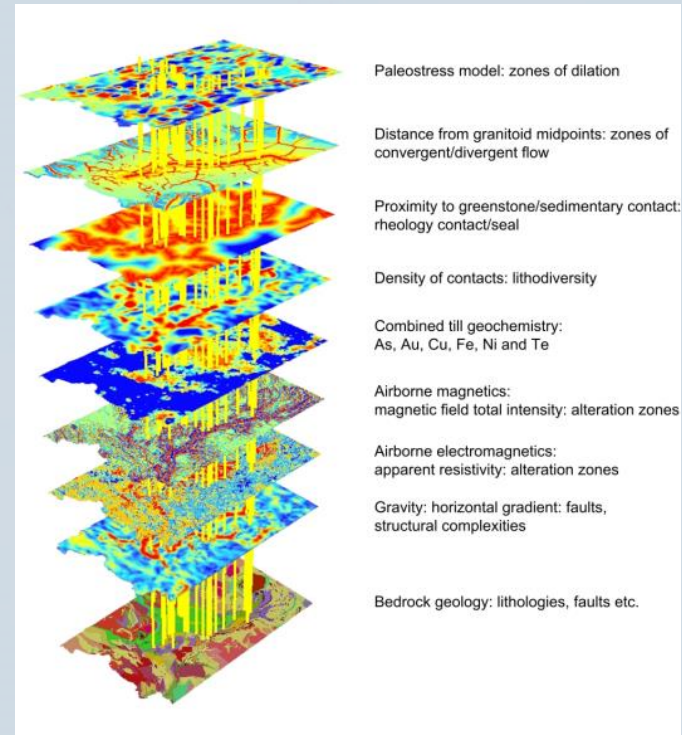 Paleostress model: zones of dilation
Distance from granitoid midpoints: zones of
convergent/divergent flow
Proximity to greenstone/sedimentary contact:
rheology contact/seal
Density of contacts: lithodiversity
Combined till geochemistry:
As, Au, Cu, Fe, Ni and Te
Airborne magnetics:
magnetic field total intensity: alteration zones
Airborne electromagnetics:
apparent resistivity: alteration zones
Gravity: horizontal gradient: faults,
structural complexities
Bedrock geology: lithologies, faults etc.